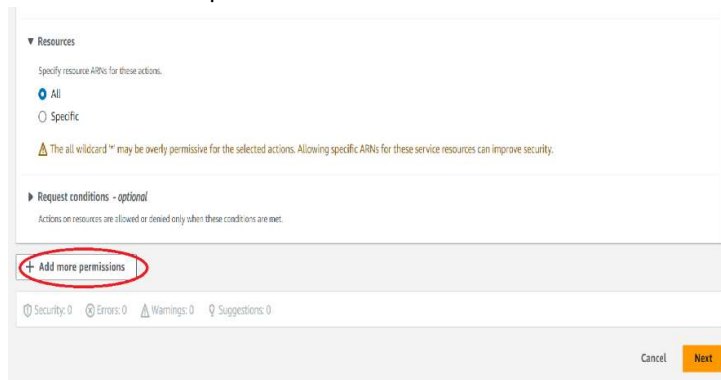 Resources
Specify resource ARNs for these actions.
All
Specific
The all wildcard '*' may be overly permissive for the selected actions. Allowing specific ARNs for these service resources can improve security.
Request conditions - optional
Actions on resources are allowed or denied only when these conditions are met.
+ Add more permissions
Security: 0 Errors: 0 Warnings: 0 Suggestions: 0
Cancel Next